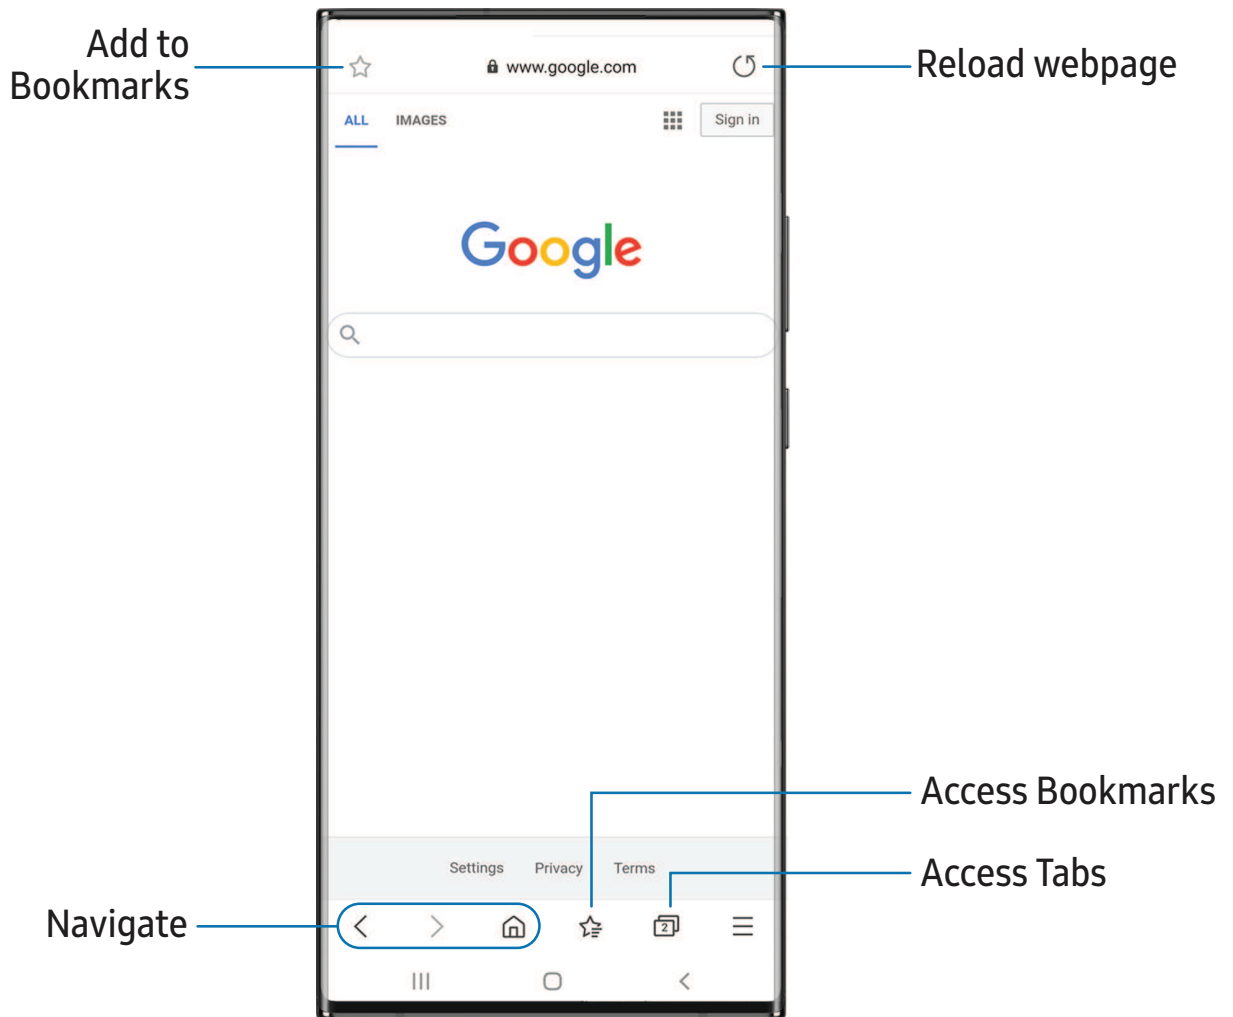 Add to
Bookmarks
www.google.com
Reload webpage
ALL IMAGES
Sign in
Google
Access Bookmarks
Settings Privacy Terms
Access Tabs
Navigate
2